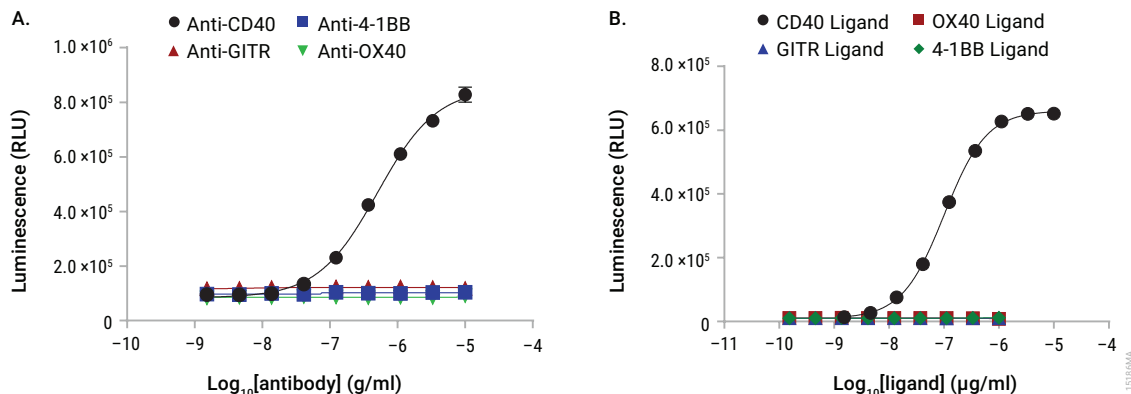 A.
Anti-CD40 Anti-4-1BB
Anti-GITR Anti-OX40
Luminescence (RLU)
1.0 ×10⁶
8.0 ×10⁵
6.0 ×10⁵
4.0 ×10⁵
2.0 ×10⁵
0
–10 –9 –8 –7 –6 –5 –4
Log₁₀[antibody] (g/ml)
B.
CD40 Ligand OX40 Ligand
GITR Ligand 4-1BB Ligand
Luminescence (RLU)
8.0 ×10⁵
6.0 ×10⁵
4.0 ×10⁵
2.0 ×10⁵
0
–11 –10 –9 –8 –7 –6 –5 –4
Log₁₀[ligand] (µg/ml)
15186MA